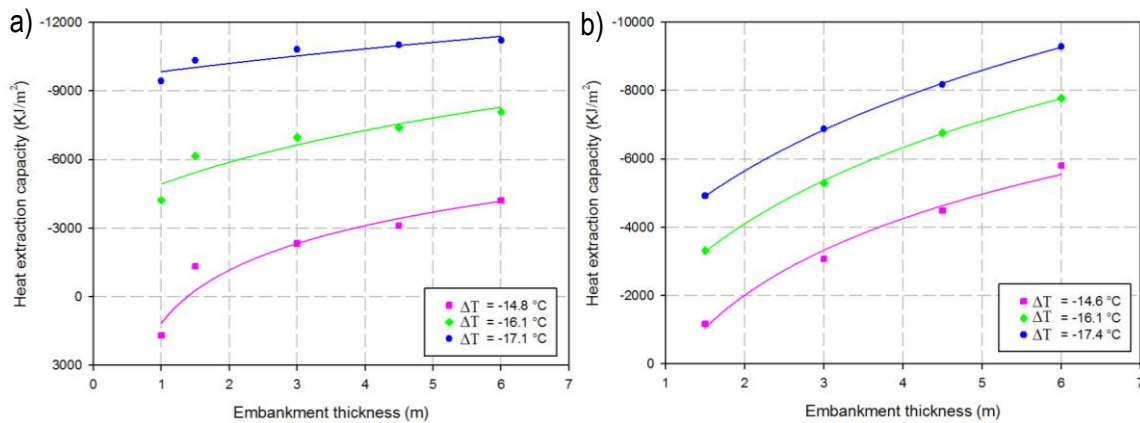 a)
-12000
-9000
-6000
-3000
0
3000
Heat extraction capacity (KJ/m²)
ΔT = -14.8 °C
ΔT = -16.1 °C
ΔT = -17.1 °C
0 1 2 3 4 5 6 7
Embankment thickness (m)
b)
-10000
-8000
-6000
-4000
-2000
0
Heat extraction capacity (KJ/m²)
ΔT = -14.6 °C
ΔT = -16.1 °C
ΔT = -17.4 °C
1 2 3 4 5 6 7
Embankment thickness (m)